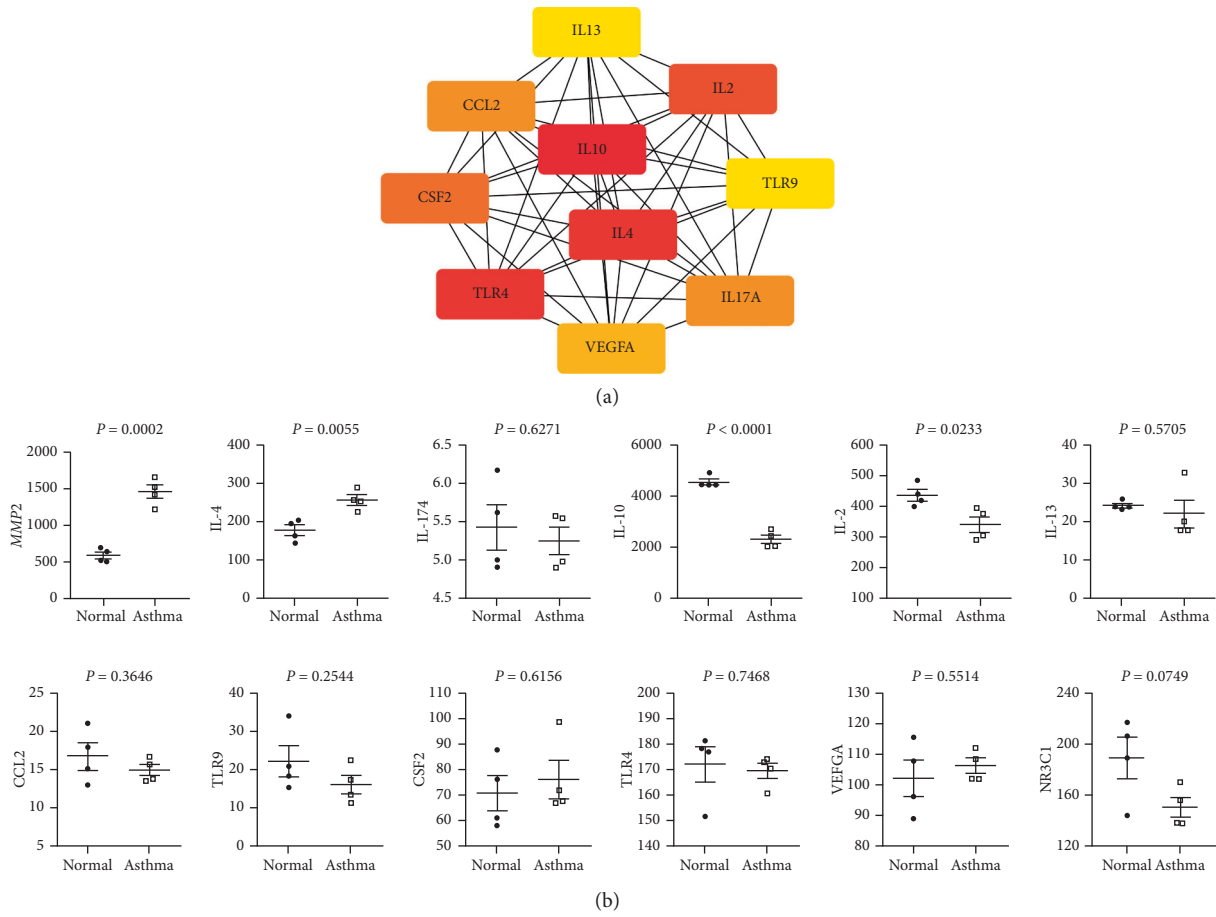 IL13
IL2
CCL2
IL10
TLR9
CSF2
IL4
TLR4
IL17A
VEGFA
(a)
P = 0.0002
2000
1500
1000
500
0
MMP2
Normal Asthma
P = 0.0055
400
300
200
100
0
IL-4
Normal Asthma
P = 0.6271
6.5
6.0
5.5
5.0
4.5
IL-174
Normal Asthma
P < 0.0001
6000
4000
2000
0
IL-10
Normal Asthma
P = 0.0233
600
500
400
300
200
100
IL-2
Normal Asthma
P = 0.5705
40
30
20
10
0
IL-13
Normal Asthma
P = 0.3646
25
20
15
10
5
CCL2
Normal Asthma
P = 0.2544
40
30
20
10
0
TLR9
Normal Asthma
P = 0.6156
110
100
90
80
70
60
50
CSF2
Normal Asthma
P = 0.7468
200
190
180
170
160
150
140
TLR4
Normal Asthma
P = 0.5514
130
120
110
100
90
80
VEFGA
Normal Asthma
P = 0.0749
240
200
160
120
NR3C1
Normal Asthma
(b)